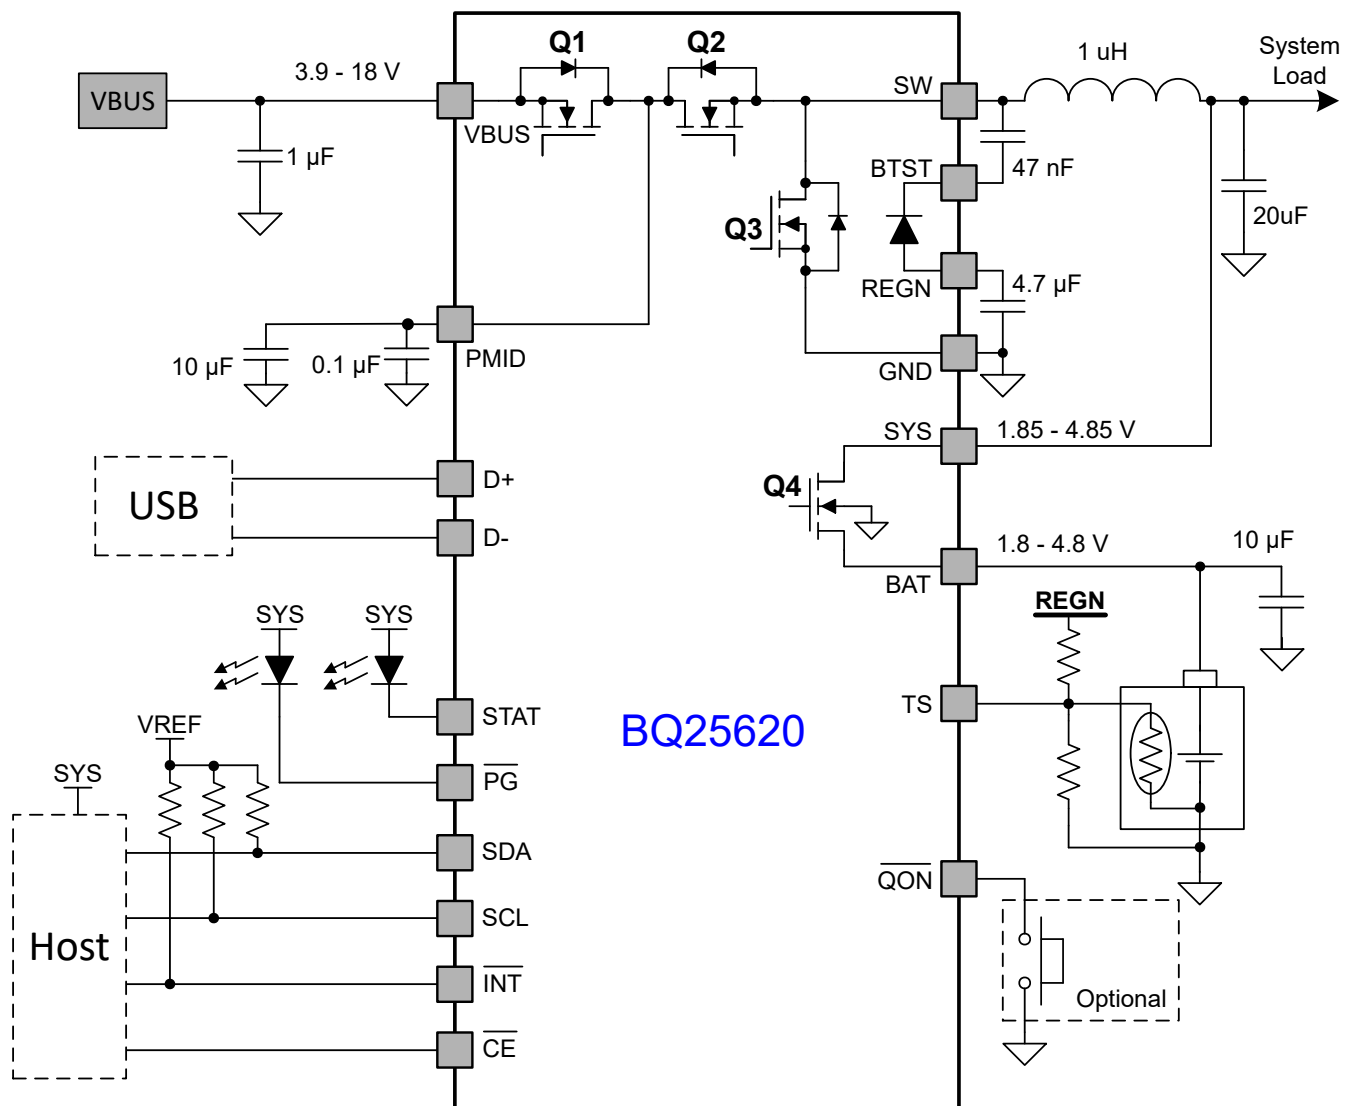 Q1
Q2
3.9 - 18 V
1 uH
System
Load
VBUS
SW
VBUS
1 µF
BTST
47 nF
Q3
20uF
REGN
4.7 µF
10 µF
0.1 µF
PMID
GND
SYS
1.85 - 4.85 V
D+
USB
Q4
D-
1.8 - 4.8 V
10 µF
BAT
REGN
SYS
SYS
TS
STAT
BQ25620
VREF
SYS
PG
SDA
QON
SCL
Host
INT
Optional
CE